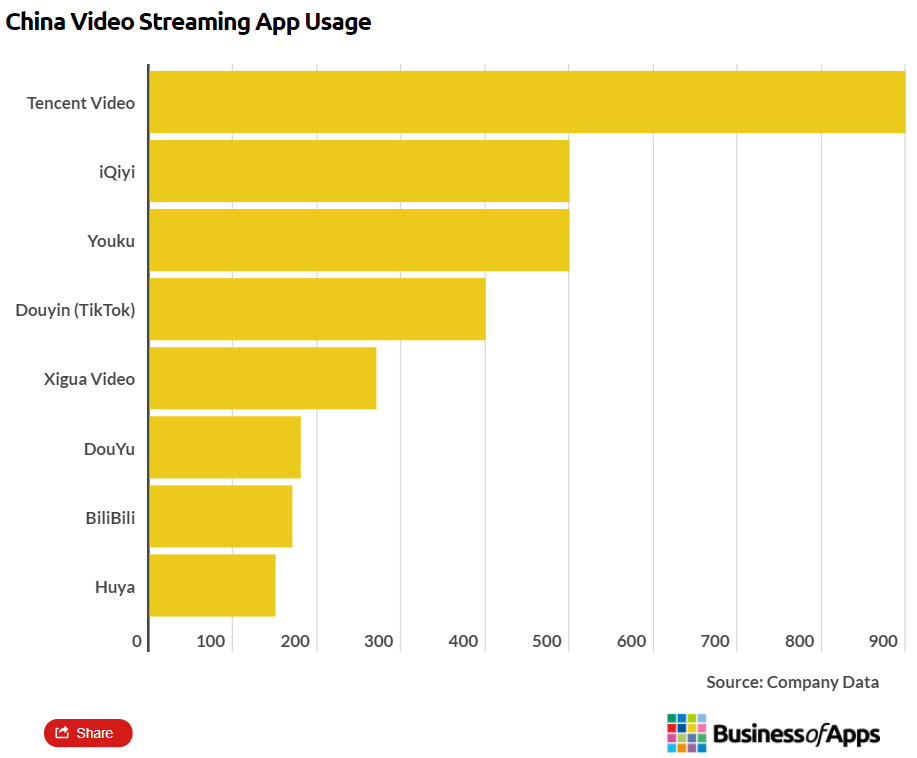 China Video Streaming App Usage
Tencent Video
iQiyi
Youku
Douyin (TikTok)
Xigua Video
DouYu
BiliBili
Huya
0 100 200 300 400 500 600 700 800 900
Source: Company Data
Share
BusinessofApps